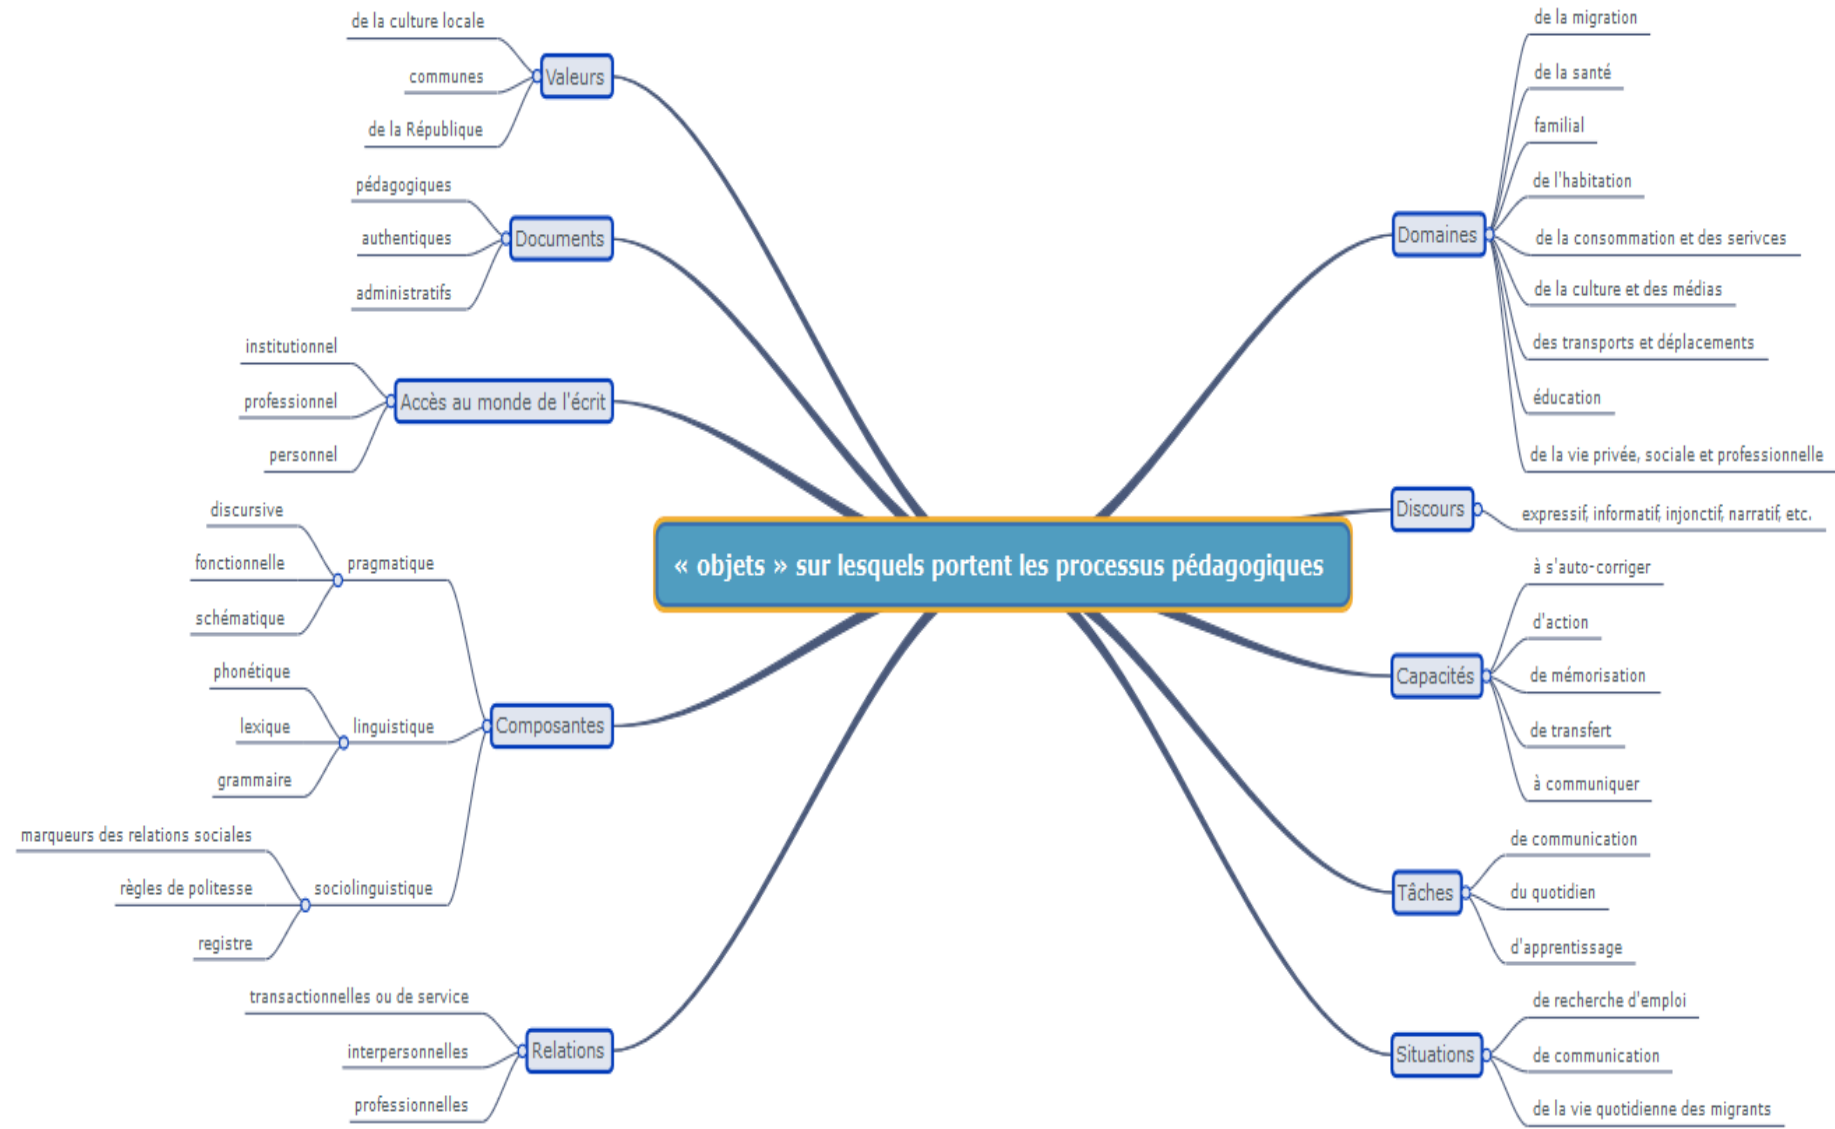 « objets » sur lesquels portent les processus pédagogiques
Valeurs
de la culture locale
communes
de la République
Documents
pédagogiques
authentiques
administratifs
Accès au monde de l'écrit
institutionnel
professionnel
personnel
Composantes
pragmatique
discursive
fonctionnelle
schématique
linguistique
phonétique
lexique
grammaire
sociolinguistique
marqueurs des relations sociales
règles de politesse
registre
Relations
transactionnelles ou de service
interpersonnelles
professionnelles
Domaines
de la migration
de la santé
familial
de l'habitation
de la consommation et des serivces
de la culture et des médias
des transports et déplacements
éducation
de la vie privée, sociale et professionnelle
Discours
expressif, informatif, injonctif, narratif, etc.
Capacités
à s'auto-corriger
d'action
de mémorisation
de transfert
à communiquer
Tâches
de communication
du quotidien
d'apprentissage
Situations
de recherche d'emploi
de communication
de la vie quotidienne des migrants